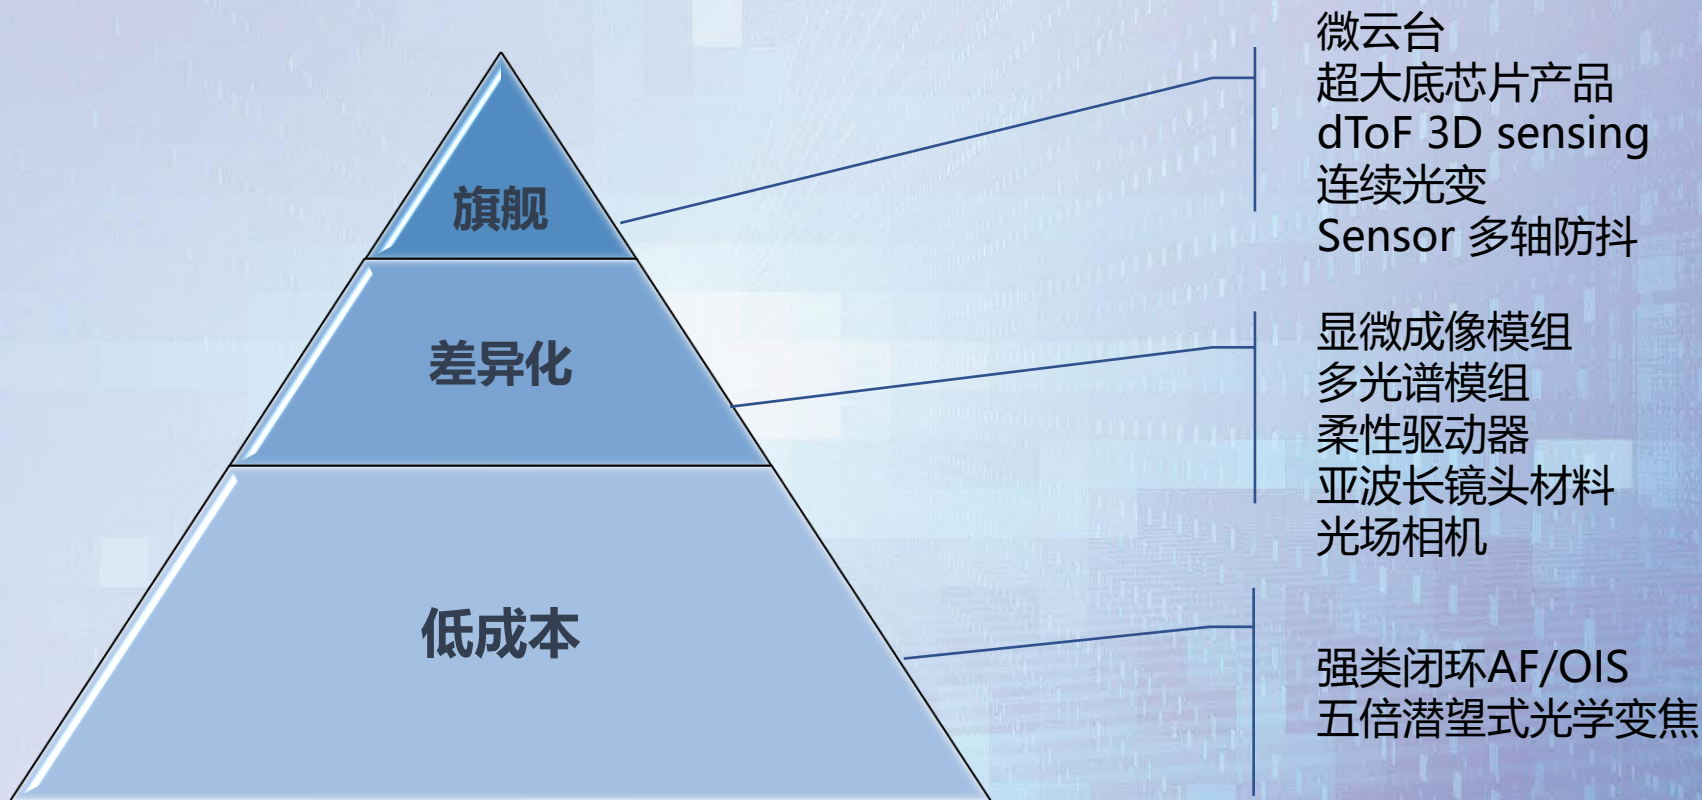 旗舰
微云台
超大底芯片产品
dToF 3D sensing
连续光变
Sensor 多轴防抖
差异化
显微成像模组
多光谱模组
柔性驱动器
亚波长镜头材料
光场相机
低成本
强类闭环AF/OIS
五倍潜望式光学变焦